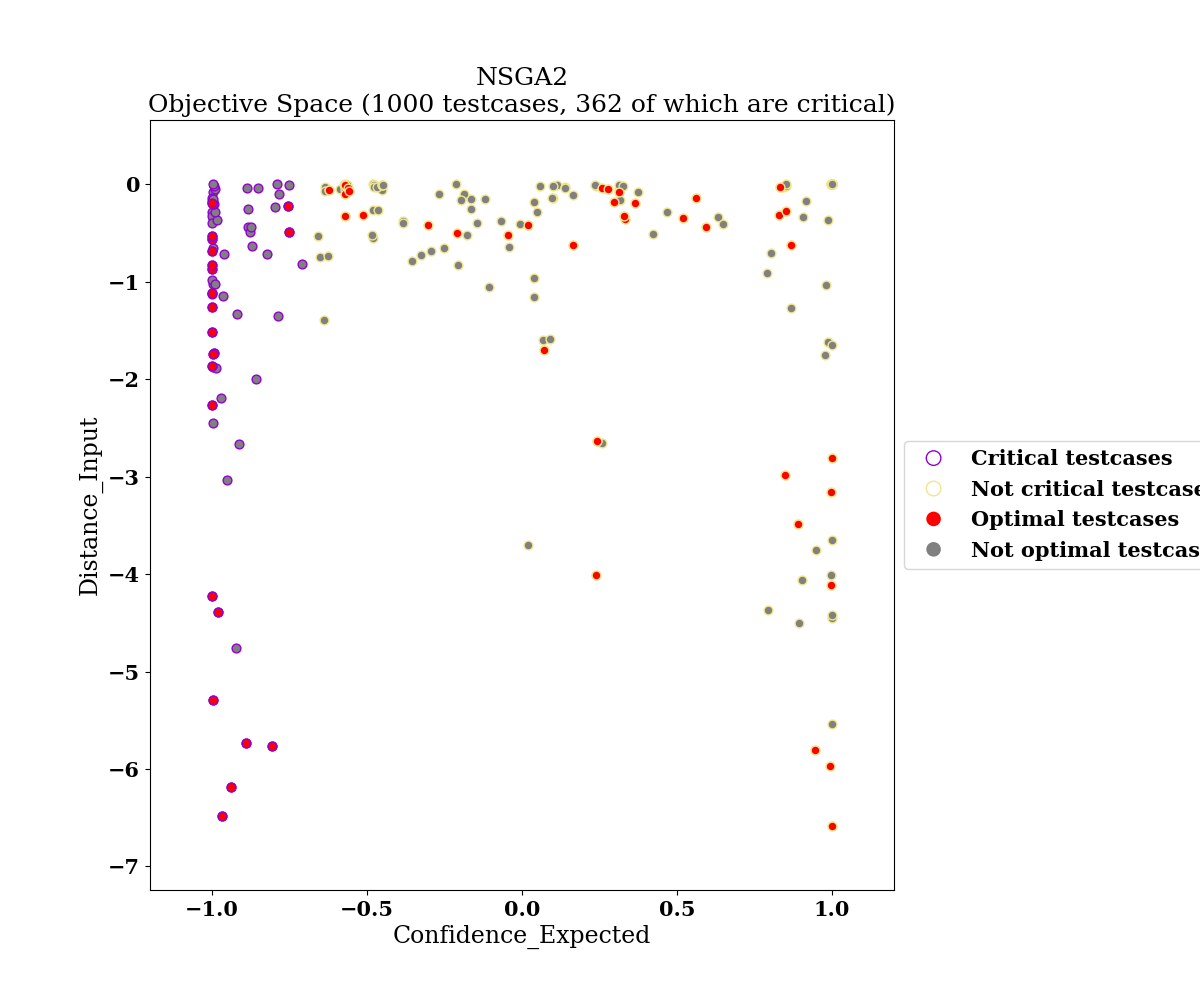 NSGA2
Objective Space (1000 testcases, 362 of which are critical)
0
−1
−2
−3
−4
−5
−6
−7
Distance_Input
−1.0 −0.5 0.0 0.5 1.0
Confidence_Expected
Critical testcases
Not critical testcase
Optimal testcases
Not optimal testcas